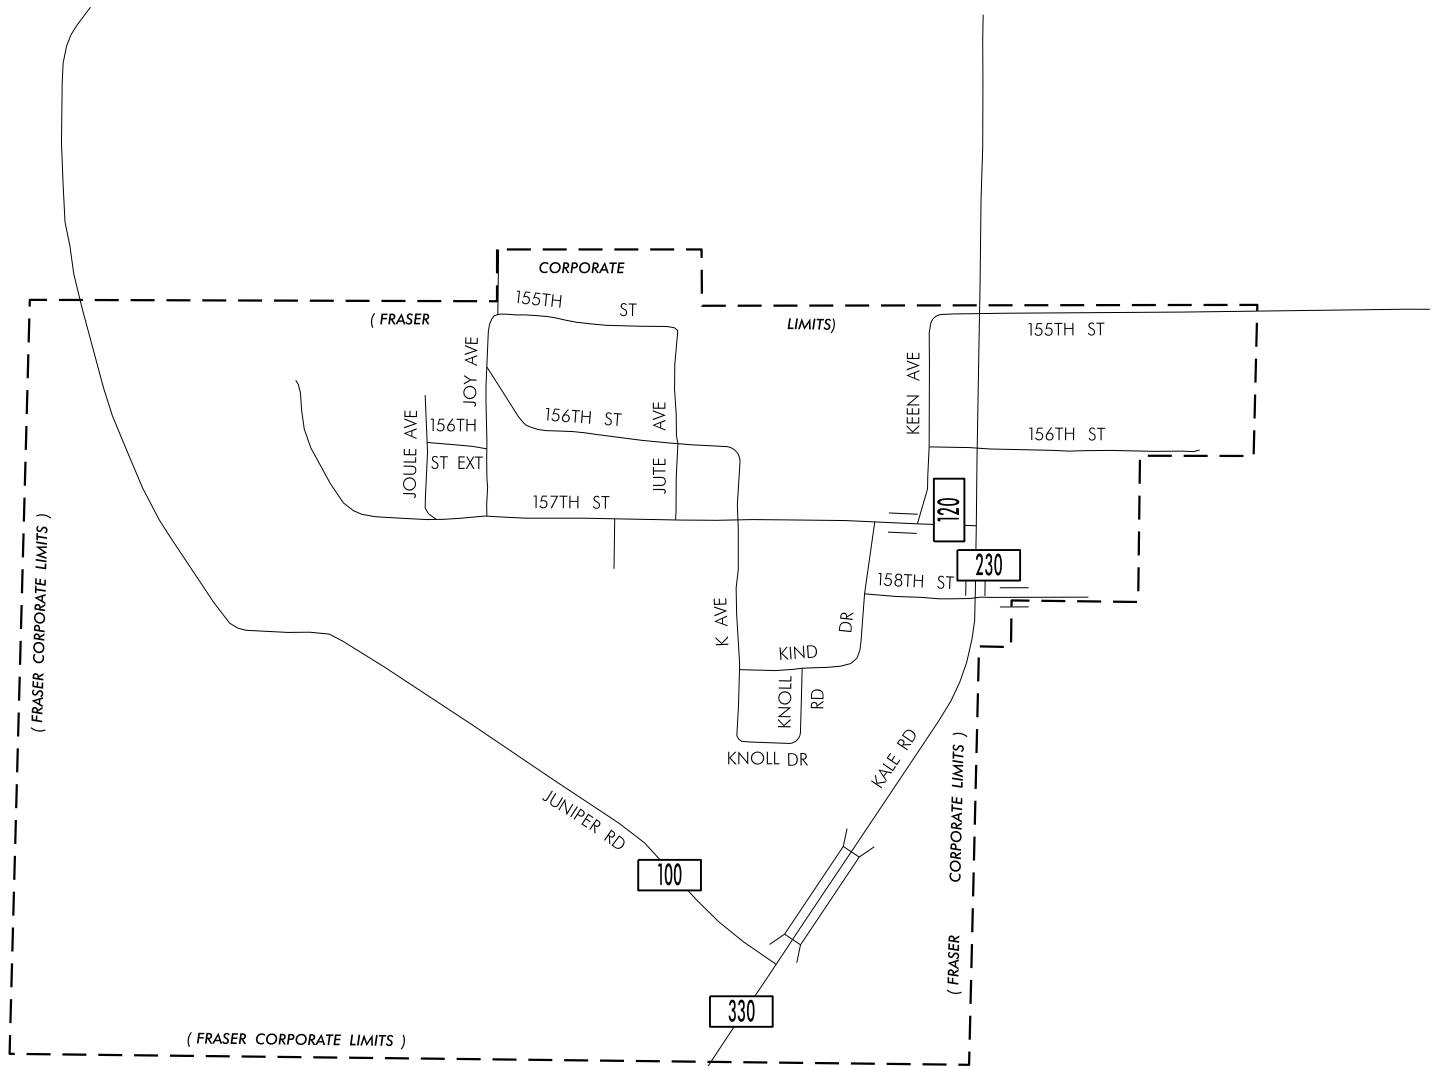 CORPORATE
155TH ST
( FRASER
LIMITS)
155TH ST
JOY AVE
KEEN AVE
JOULE AVE
156TH
ST EXT
156TH ST
JUTE AVE
156TH ST
157TH ST
120
230
158TH ST
K AVE
KIND DR
KNOLL RD
KNOLL DR
( FRASER CORPORATE LIMITS )
KALE RD
JUNIPER RD
100
330
( FRASER CORPORATE LIMITS )
( FRASER CORPORATE LIMITS )